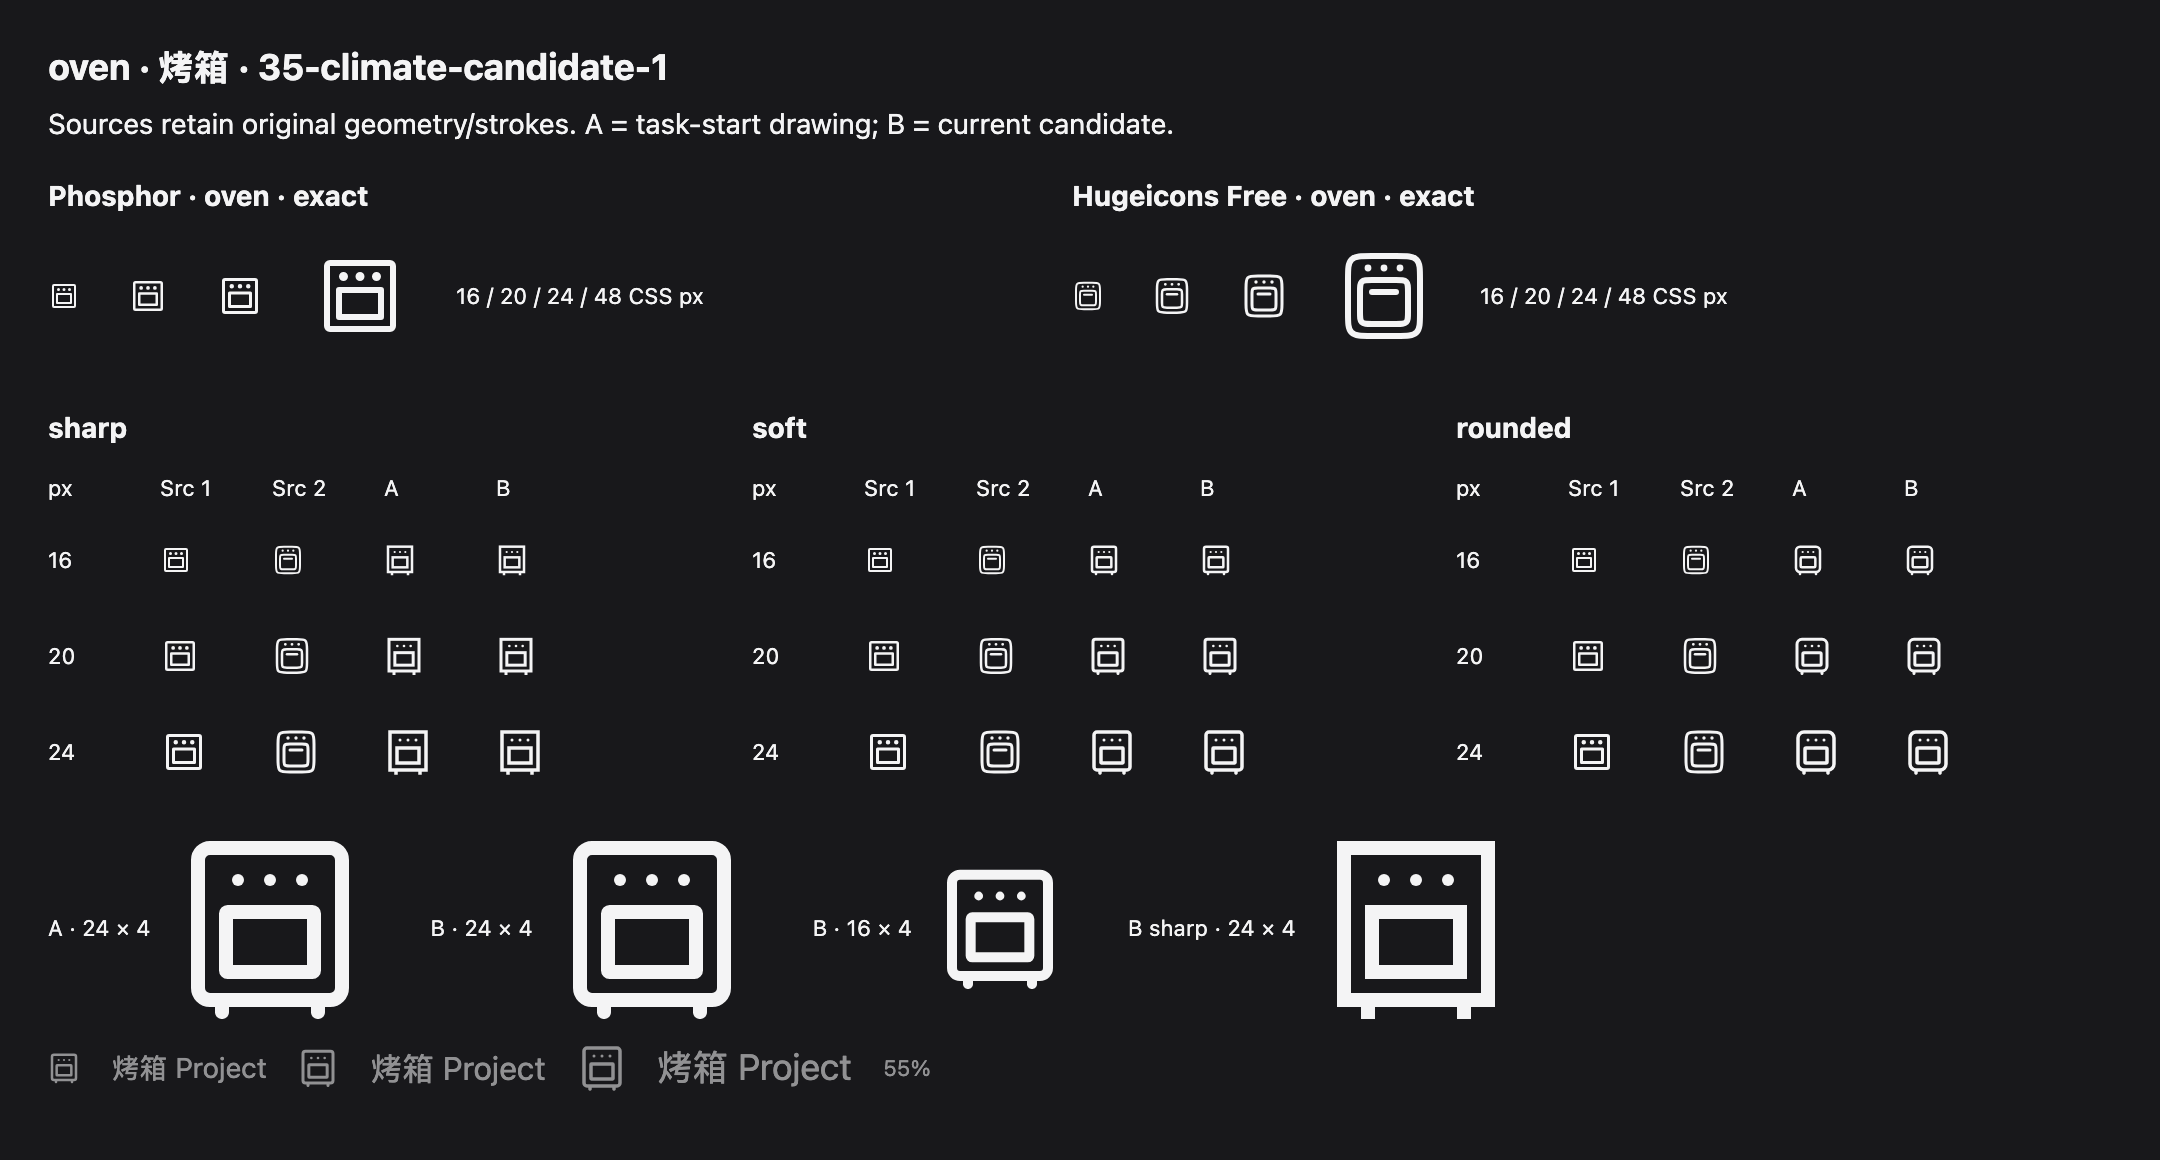 oven · 烤箱 · 35-climate-candidate-1
Sources retain original geometry/strokes. A = task-start drawing; B = current candidate.
Phosphor · oven · exact
Hugeicons Free · oven · exact
16 / 20 / 24 / 48 CSS px
16 / 20 / 24 / 48 CSS px
sharp
soft
rounded
px Src 1 Src 2 A B
px Src 1 Src 2 A B
px Src 1 Src 2 A B
16
16
16
20
20
20
24
24
24
A · 24 × 4
B · 24 × 4
B · 16 × 4
B sharp · 24 × 4
烤箱 Project
烤箱 Project
烤箱 Project
55%